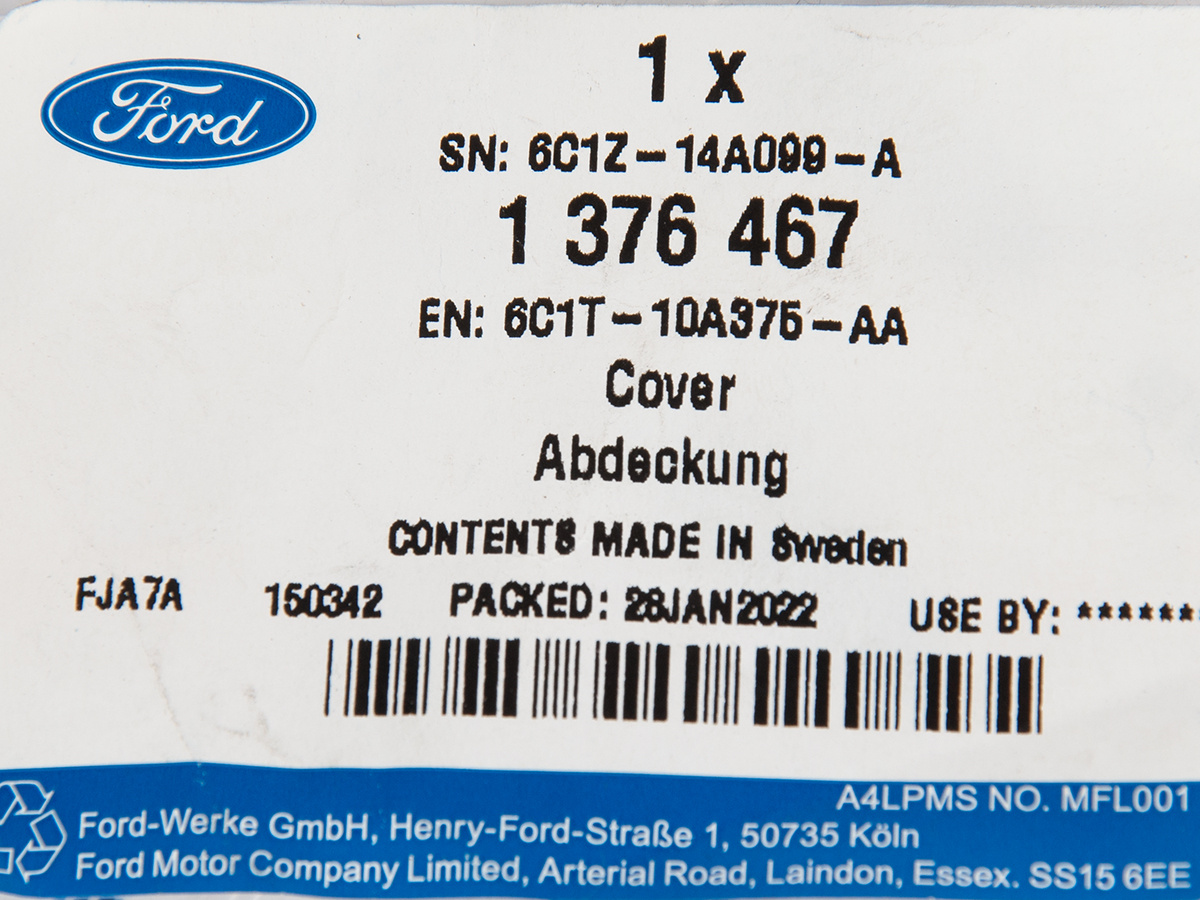 Ford
1 x
SN: 6C1Z-14A099-A
1 376 467
EN: 6C1T-10A375-AA
Cover
Abdeckung
CONTENTS MADE IN Sweden
FJA7A 150342 PACKED: 28JAN2022 USE BY: *******
A4LPMS NO. MFL001
Ford-Werke GmbH, Henry-Ford-Straße 1, 50735 Köln
Ford Motor Company Limited, Arterial Road, Laindon, Essex. SS15 6EE